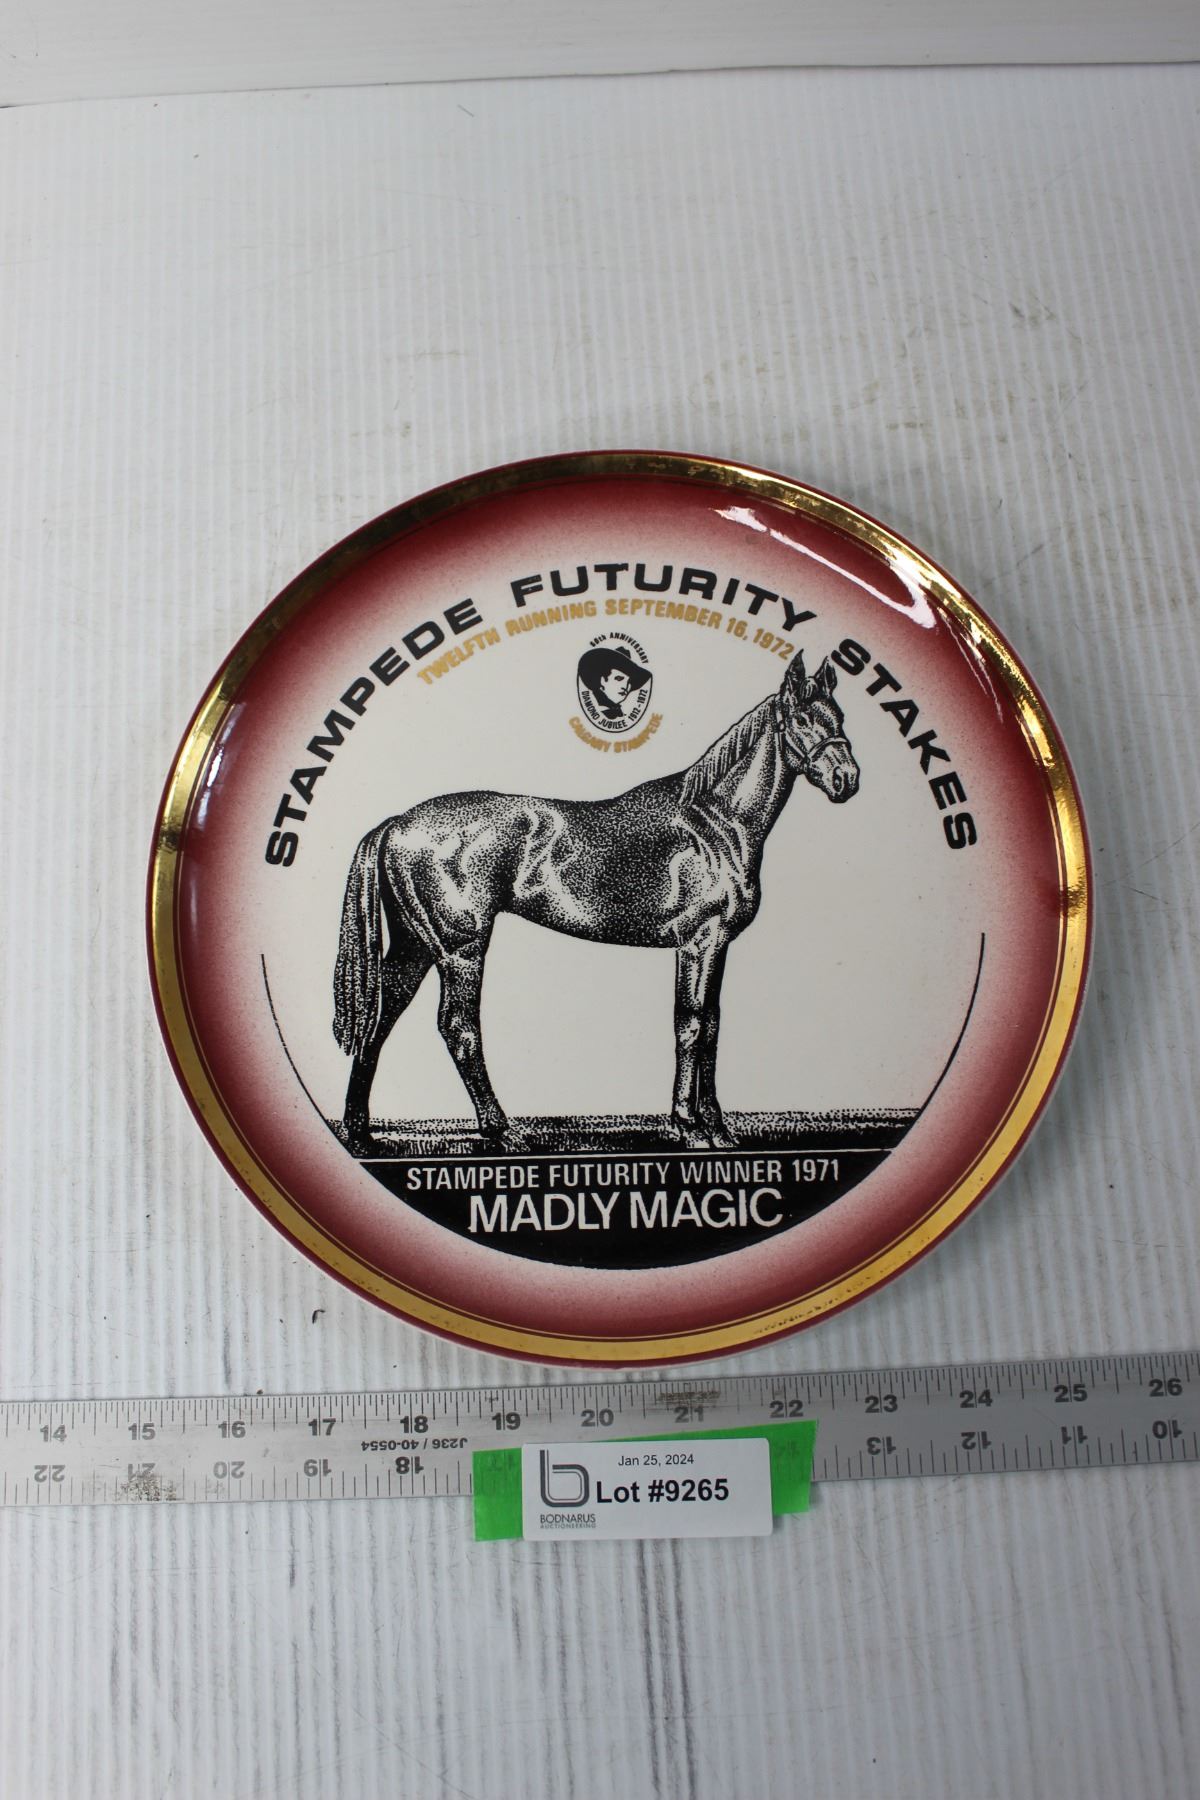 STAMPEDE FUTURITY STAKES
TWELFTH RUNNING SEPTEMBER 16, 1972
60th ANNIVERSARY
DIAMOND JUBILEE 1912-1972
CALGARY STAMPEDE
STAMPEDE FUTURITY WINNER 1971
MADLY MAGIC
14 15 16 17 18 19 20 21 22 23 24 25 26
J236 / 40-0554
22 21 20 19 18 17 13 12 11 10
Jan 25, 2024
Lot #9265
BODNARUS
AUCTIONEERING